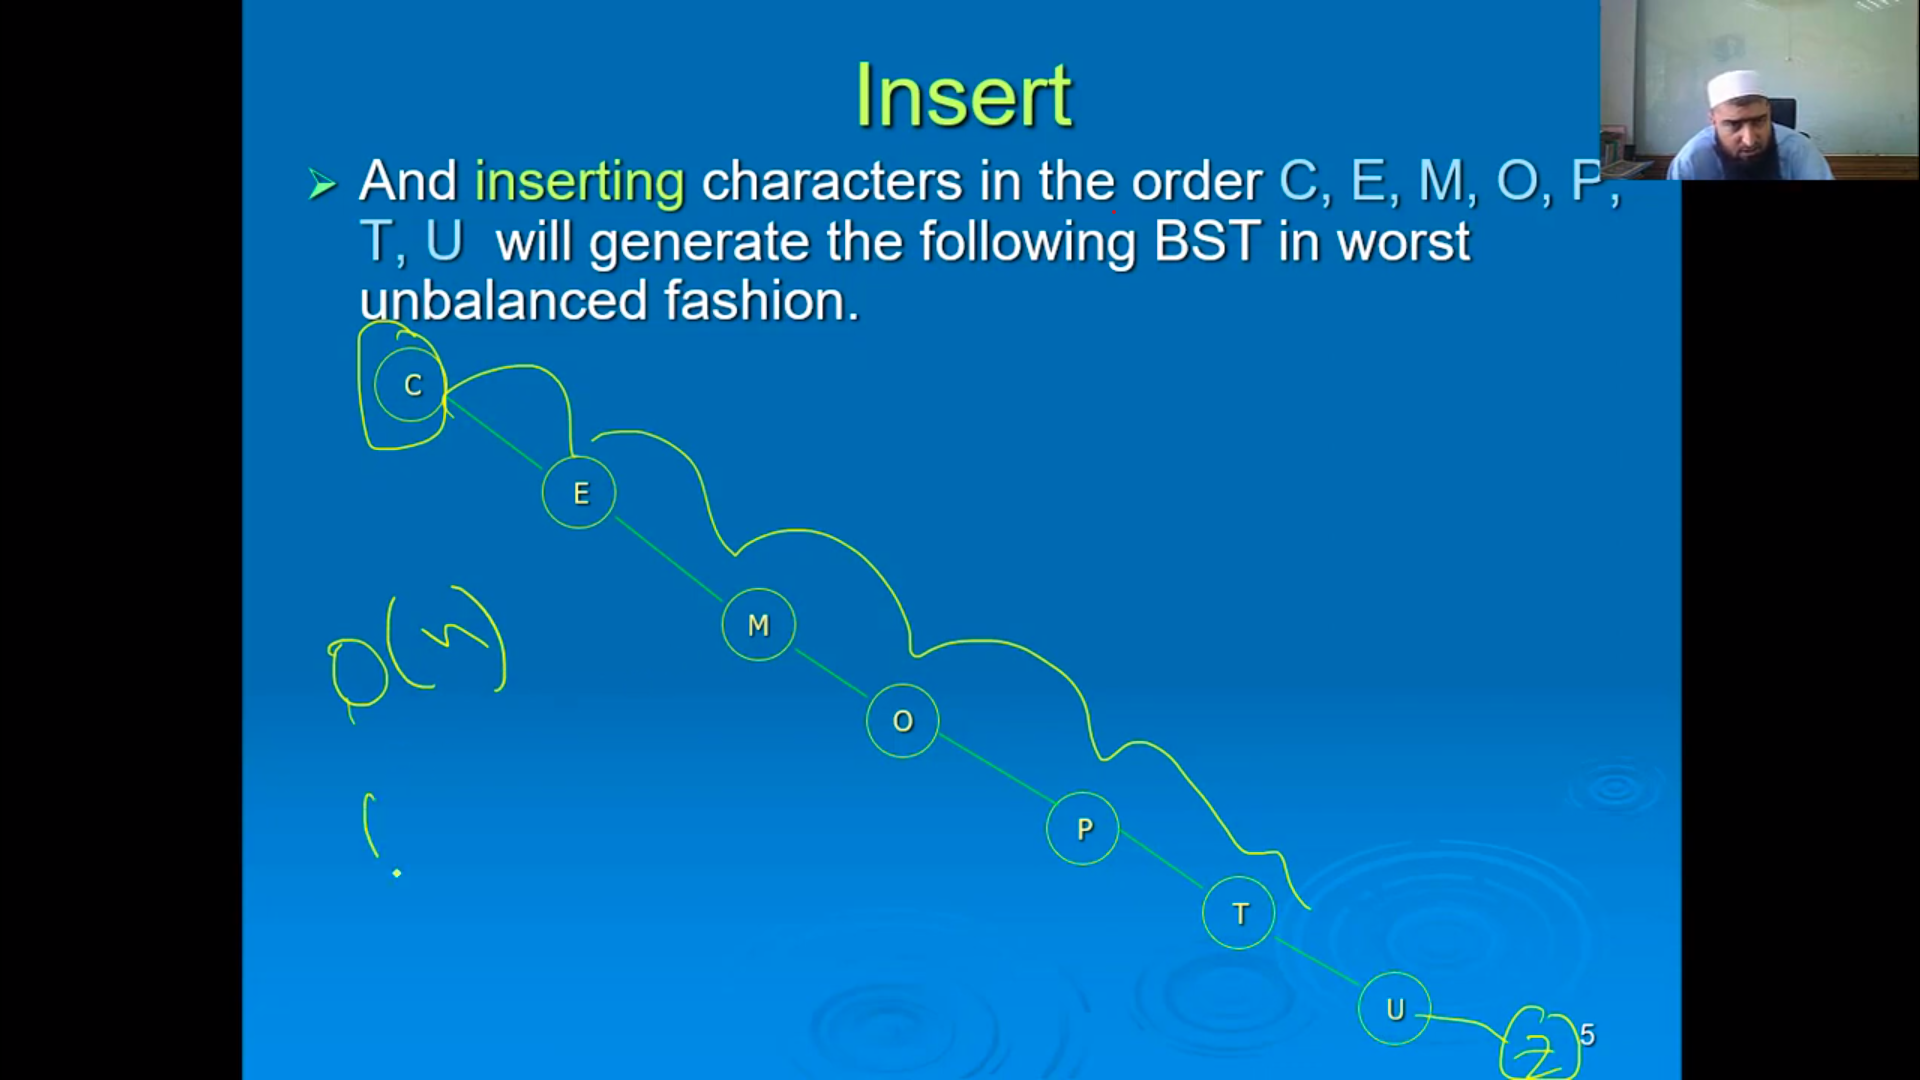 Insert
And inserting characters in the order C, E, M, O, P,
T, U will generate the following BST in worst
unbalanced fashion.
C
E
M
O(n)
O
P
T
U
Z
5